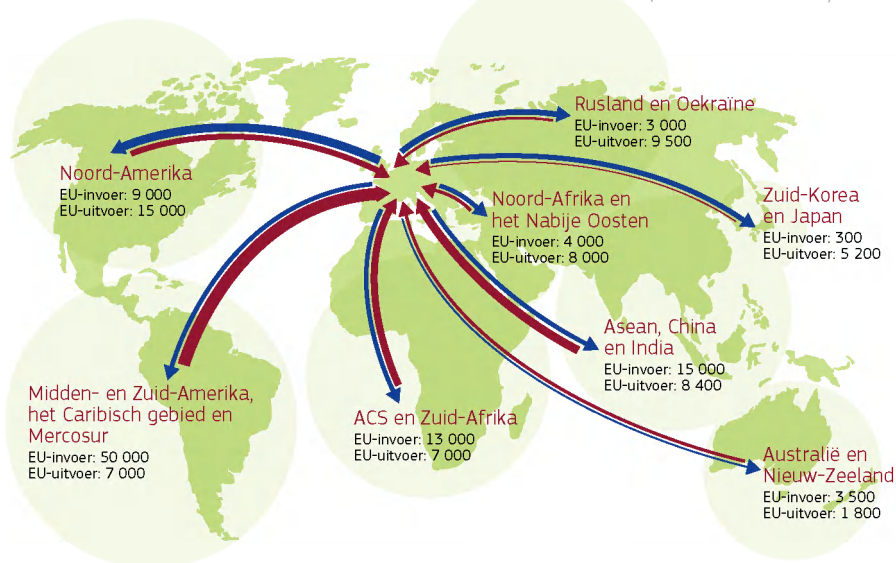 Rusland en Oekraïne
EU-invoer: 3 000
EU-uitvoer: 9 500
Noord-Amerika
EU-invoer: 9 000
EU-uitvoer: 15 000
Noord-Afrika en
het Nabije Oosten
EU-invoer: 4 000
EU-uitvoer: 8 000
Zuid-Korea
en Japan
EU-invoer: 300
EU-uitvoer: 5 200
Asean, China
en India
EU-invoer: 15 000
EU-uitvoer: 8 400
Midden- en Zuid-Amerika,
het Caribisch gebied en
Mercosur
EU-invoer: 50 000
EU-uitvoer: 7 000
ACS en Zuid-Afrika
EU-invoer: 13 000
EU-uitvoer: 7 000
Australië en
Nieuw-Zeeland
EU-invoer: 3 500
EU-uitvoer: 1 800